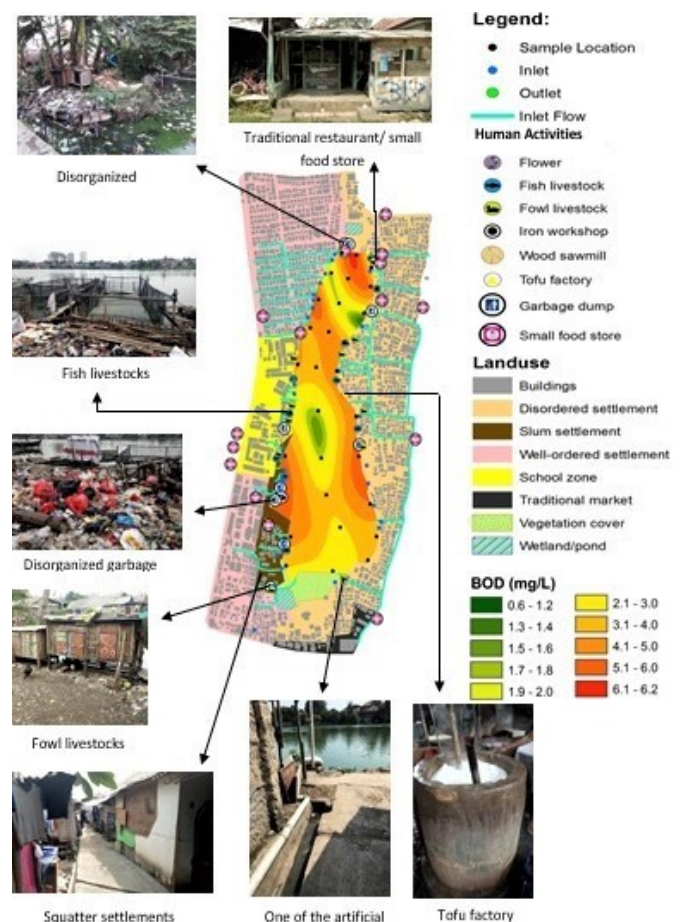 Legend:
Sample Location
Inlet
Outlet
Inlet Flow
Human Activities
Flower
Fish livestock
Fowl livestock
Iron workshop
Wood sawmill
Tofu factory
Garbage dump
Small food store
Landuse
Buildings
Disordered settlement
Slum settlement
Well-ordered settlement
School zone
Traditional market
Vegetation cover
Wetland/pond
BOD (mg/L)
0.6 - 1.2
1.3 - 1.4
1.5 - 1.6
1.7 - 1.8
1.9 - 2.0
2.1 - 3.0
3.1 - 4.0
4.1 - 5.0
5.1 - 6.0
6.1 - 6.2
Traditional restaurant/ small
food store
Disorganized
Fish livestocks
Disorganized garbage
Fowl livestocks
Squatter settlements
One of the artificial
Tofu factory